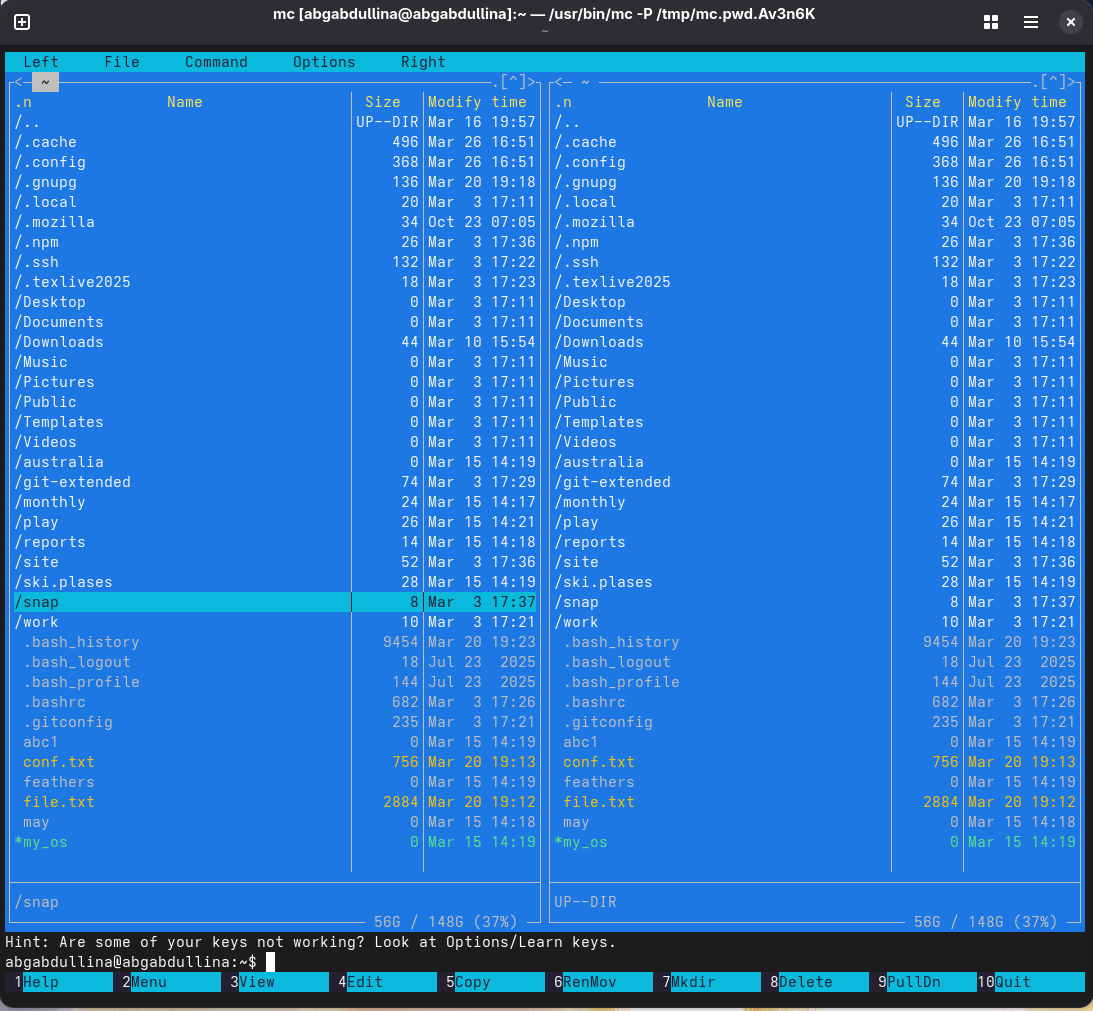 mc [abgabdullina@abgabdullina]:~ — /usr/bin/mc -P /tmp/mc.pwd.Av3n6K
~
Left File Command Options Right
<─ ~ .[^]> <─ ~ .[^]>
.n Name Size Modify time .n Name Size Modify time
/.. UP--DIR Mar 16 19:57 /.. UP--DIR Mar 16 19:57
/.cache 496 Mar 26 16:51 /.cache 496 Mar 26 16:51
/.config 368 Mar 26 16:51 /.config 368 Mar 26 16:51
/.gnupg 136 Mar 20 19:18 /.gnupg 136 Mar 20 19:18
/.local 20 Mar 3 17:11 /.local 20 Mar 3 17:11
/.mozilla 34 Oct 23 07:05 /.mozilla 34 Oct 23 07:05
/.npm 26 Mar 3 17:36 /.npm 26 Mar 3 17:36
/.ssh 132 Mar 3 17:22 /.ssh 132 Mar 3 17:22
/.texlive2025 18 Mar 3 17:23 /.texlive2025 18 Mar 3 17:23
/Desktop 0 Mar 3 17:11 /Desktop 0 Mar 3 17:11
/Documents 0 Mar 3 17:11 /Documents 0 Mar 3 17:11
/Downloads 44 Mar 10 15:54 /Downloads 44 Mar 10 15:54
/Music 0 Mar 3 17:11 /Music 0 Mar 3 17:11
/Pictures 0 Mar 3 17:11 /Pictures 0 Mar 3 17:11
/Public 0 Mar 3 17:11 /Public 0 Mar 3 17:11
/Templates 0 Mar 3 17:11 /Templates 0 Mar 3 17:11
/Videos 0 Mar 3 17:11 /Videos 0 Mar 3 17:11
/australia 0 Mar 15 14:19 /australia 0 Mar 15 14:19
/git-extended 74 Mar 3 17:29 /git-extended 74 Mar 3 17:29
/monthly 24 Mar 15 14:17 /monthly 24 Mar 15 14:17
/play 26 Mar 15 14:21 /play 26 Mar 15 14:21
/reports 14 Mar 15 14:18 /reports 14 Mar 15 14:18
/site 52 Mar 3 17:36 /site 52 Mar 3 17:36
/ski.plases 28 Mar 15 14:19 /ski.plases 28 Mar 15 14:19
/snap 8 Mar 3 17:37 /snap 8 Mar 3 17:37
/work 10 Mar 3 17:21 /work 10 Mar 3 17:21
.bash_history 9454 Mar 20 19:23 .bash_history 9454 Mar 20 19:23
.bash_logout 18 Jul 23 2025 .bash_logout 18 Jul 23 2025
.bash_profile 144 Jul 23 2025 .bash_profile 144 Jul 23 2025
.bashrc 682 Mar 3 17:26 .bashrc 682 Mar 3 17:26
.gitconfig 235 Mar 3 17:21 .gitconfig 235 Mar 3 17:21
abc1 0 Mar 15 14:19 abc1 0 Mar 15 14:19
conf.txt 756 Mar 20 19:13 conf.txt 756 Mar 20 19:13
feathers 0 Mar 15 14:19 feathers 0 Mar 15 14:19
file.txt 2884 Mar 20 19:12 file.txt 2884 Mar 20 19:12
may 0 Mar 15 14:18 may 0 Mar 15 14:18
*my_os 0 Mar 15 14:19 *my_os 0 Mar 15 14:19
/snap UP--DIR
56G / 148G (37%) 56G / 148G (37%)
Hint: Are some of your keys not working? Look at Options/Learn keys.
abgabdullina@abgabdullina:~$
1Help 2Menu 3View 4Edit 5Copy 6RenMov 7Mkdir 8Delete 9PullDn 10Quit